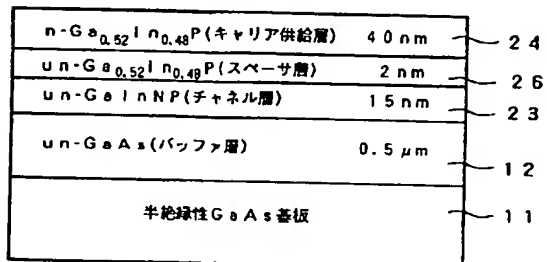 n-Ga0.52In0.48P(キャリア供給層) 40nm 24
un-Ga0.52In0.48P(スペーサ層) 2nm 26
un-GaInNP(チャネル層) 15nm 23
un-GaAs(バッファ層) 0.5μm 12
半絶縁性GaAs基板 11